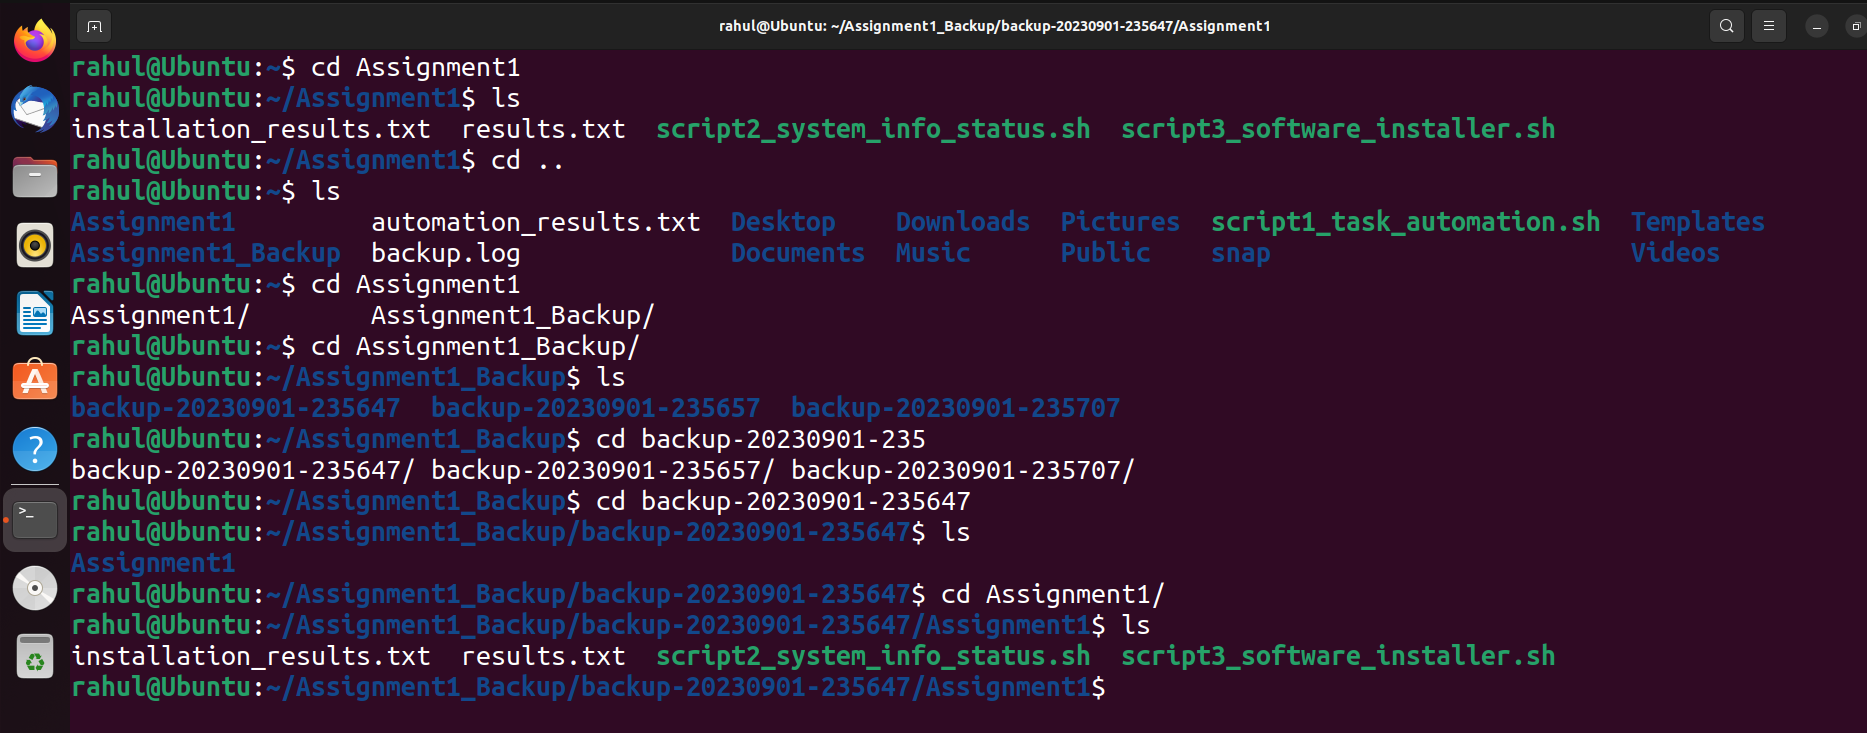 rahul@Ubuntu: ~/Assignment1_Backup/backup-20230901-235647/Assignment1
rahul@Ubuntu:~$ cd Assignment1
rahul@Ubuntu:~/Assignment1$ ls
installation_results.txt  results.txt  script2_system_info_status.sh  script3_software_installer.sh
rahul@Ubuntu:~/Assignment1$ cd ..
rahul@Ubuntu:~$ ls
Assignment1         automation_results.txt  Desktop    Downloads  Pictures  script1_task_automation.sh  Templates
Assignment1_Backup  backup.log              Documents  Music      Public    snap                        Videos
rahul@Ubuntu:~$ cd Assignment1
Assignment1/        Assignment1_Backup/
rahul@Ubuntu:~$ cd Assignment1_Backup/
rahul@Ubuntu:~/Assignment1_Backup$ ls
backup-20230901-235647  backup-20230901-235657  backup-20230901-235707
rahul@Ubuntu:~/Assignment1_Backup$ cd backup-20230901-235
backup-20230901-235647/ backup-20230901-235657/ backup-20230901-235707/
rahul@Ubuntu:~/Assignment1_Backup$ cd backup-20230901-235647
rahul@Ubuntu:~/Assignment1_Backup/backup-20230901-235647$ ls
Assignment1
rahul@Ubuntu:~/Assignment1_Backup/backup-20230901-235647$ cd Assignment1/
rahul@Ubuntu:~/Assignment1_Backup/backup-20230901-235647/Assignment1$ ls
installation_results.txt  results.txt  script2_system_info_status.sh  script3_software_installer.sh
rahul@Ubuntu:~/Assignment1_Backup/backup-20230901-235647/Assignment1$